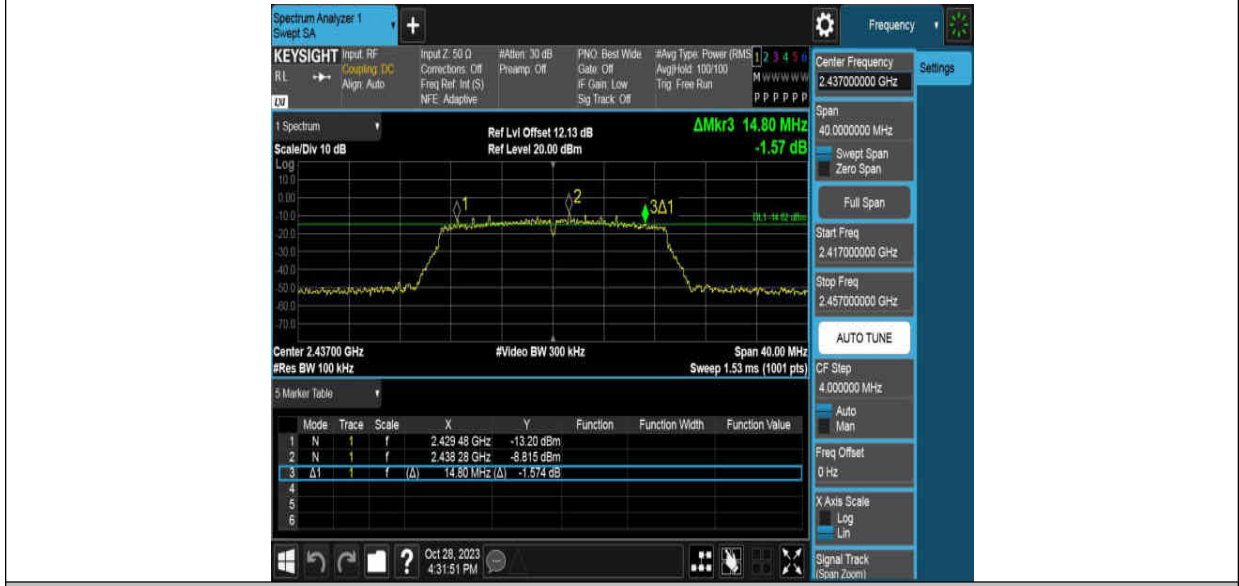 Spectrum Analyzer 1
Swept SA
+
Frequency
KEYSIGHT Input: RF
RL
Coupling: DC
Align: Auto
LXI
Input Z: 50 Ω
Corrections: Off
Freq Ref: Int (S)
NFE: Adaptive
#Atten: 30 dB
Preamp: Off
PNO: Best Wide
Gate: Off
IF Gain: Low
Sig Track: Off
#Avg Type: Power (RMS
Avg|Hold: 100/100
Trig: Free Run
1 2 3 4 5 6
M W W W W W
P P P P P P
1 Spectrum
Scale/Div 10 dB
Ref Lvl Offset 12.13 dB
Ref Level 20.00 dBm
ΔMkr3 14.80 MHz
-1.57 dB
Log
10.0
0.00
-10.0
-20.0
-30.0
-40.0
-50.0
-60.0
-70.0
1
2
3Δ1
DL1 -14.82 dBm
Center 2.43700 GHz
#Res BW 100 kHz
#Video BW 300 kHz
Span 40.00 MHz
Sweep 1.53 ms (1001 pts)
5 Marker Table
Mode Trace Scale X Y Function Function Width Function Value
1 N 1 f 2.429 48 GHz -13.20 dBm
2 N 1 f 2.438 28 GHz -8.815 dBm
3 Δ1 1 f (Δ) 14.80 MHz (Δ) -1.574 dB
4
5
6
Oct 28, 2023
4:31:51 PM
?
Center Frequency
2.437000000 GHz
Settings
Span
40.0000000 MHz
Swept Span
Zero Span
Full Span
Start Freq
2.417000000 GHz
Stop Freq
2.457000000 GHz
AUTO TUNE
CF Step
4.000000 MHz
Auto
Man
Freq Offset
0 Hz
X Axis Scale
Log
Lin
Signal Track
(Span Zoom)